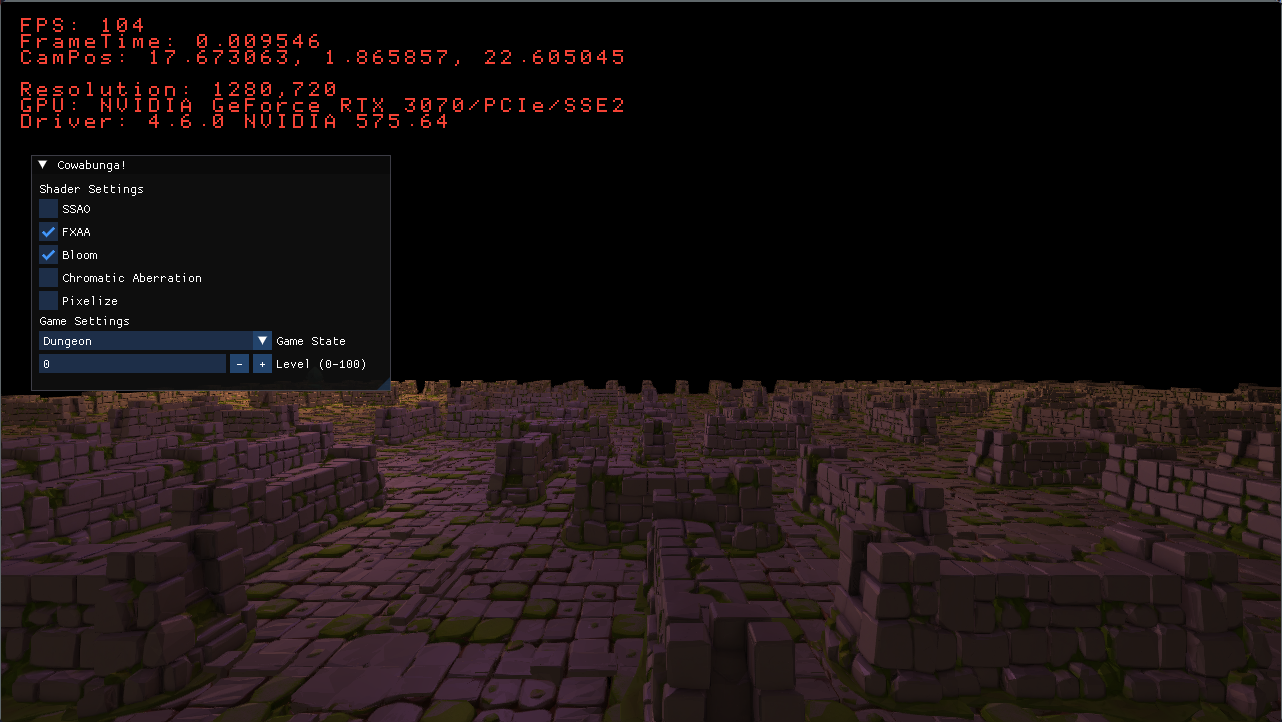 FPS: 104
FrameTime: 0.009546
CamPos: 17.673063, 1.865857, 22.605045
Resolution: 1280,720
GPU: NVIDIA GeForce RTX 3070/PCIe/SSE2
Driver: 4.6.0 NVIDIA 575.64
Cowabunga!
Shader Settings
SSAO
FXAA
Bloom
Chromatic Aberration
Pixelize
Game Settings
Dungeon Game State
0 - + Level (0-100)